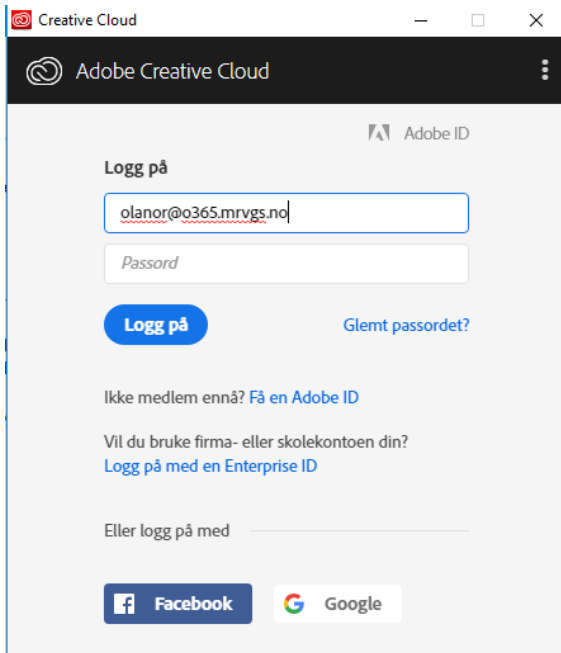 Creative Cloud
Adobe Creative Cloud
Adobe ID
Logg på
olanor@o365.mrvgs.no
Passord
Logg på
Glemt passordet?
Ikke medlem ennå? Få en Adobe ID
Vil du bruke firma- eller skolekontoen din?
Logg på med en Enterprise ID
Eller logg på med
Facebook
Google